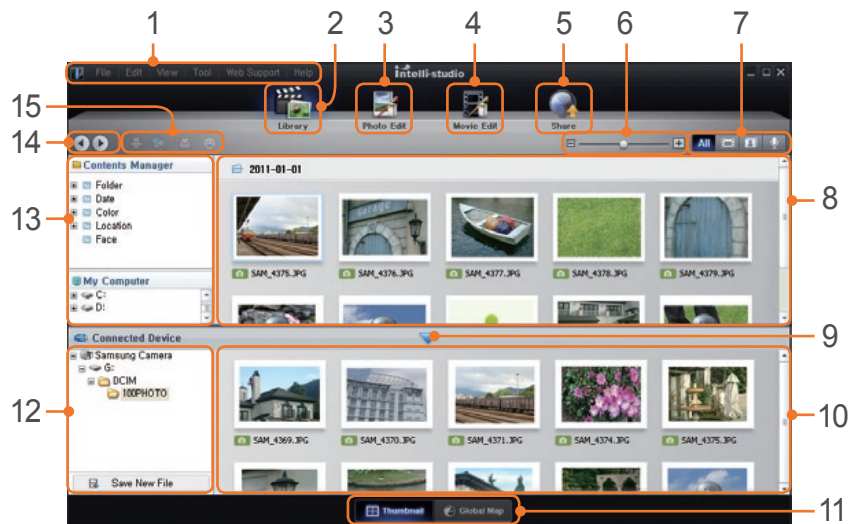 1 2 3 4 5 6 7
File Edit View Tool Web Support Help
intelli-studio
Library Photo Edit Movie Edit Share
15
14
All
Contents Manager
2011-01-01
Folder
Date
Color
Location
Face
13
8
SAM_4375.JPG SAM_4376.JPG SAM_4377.JPG SAM_4378.JPG SAM_4379.JPG
My Computer
C:
D:
Connected Device
9
Samsung Camera
G:
DCIM
100PHOTO
12
10
SAM_4369.JPG SAM_4370.JPG SAM_4371.JPG SAM_4374.JPG SAM_4375.JPG
Save New File
Thumbnail Global Map
11